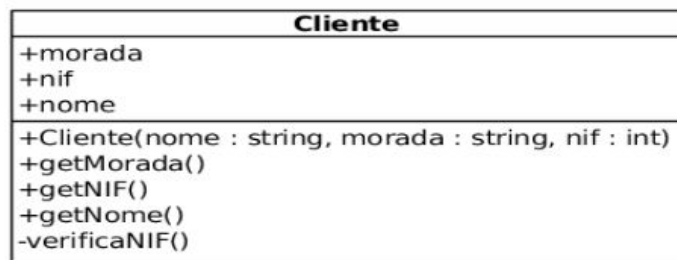 Cliente
+morada
+nif
+nome
+Cliente(nome : string, morada : string, nif : int)
+getMorada()
+getNIF()
+getNome()
-verificaNIF()